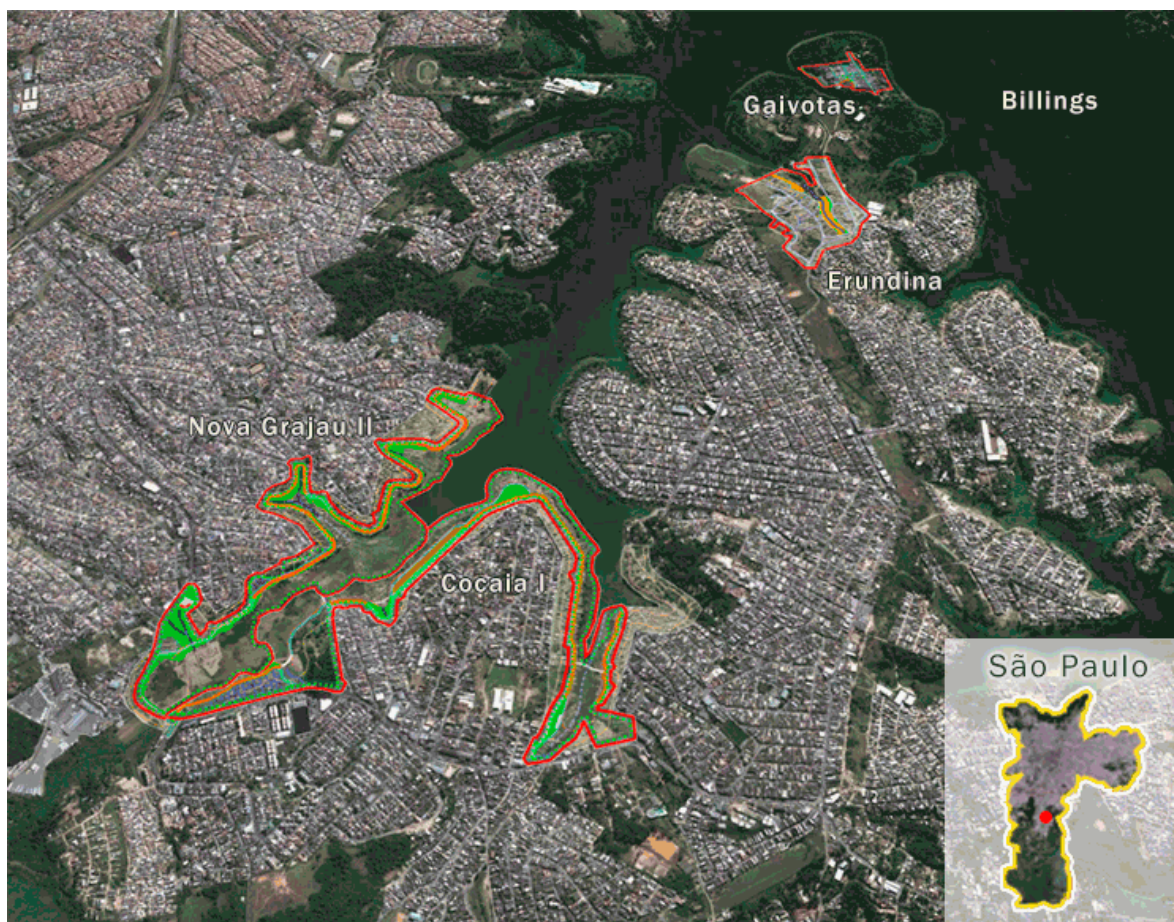 Gaivotas
Billings
Erundina
Nova Grajau II
Cocaia I
São Paulo